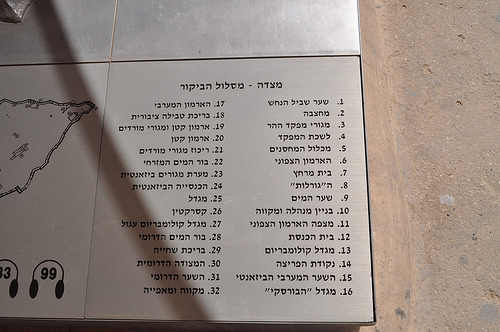 מצדה - מסלול הביקור
1. שער שביל הנחש
2. מחצבה
3. מגורי מפקד ההר
4. לשכת המפקד
5. מכלול המחסנים
6. הארמון הצפוני
7. בית מרחץ
8. ה"גורלות"
9. שער המים
10. בניין מנהלה ומקווה
11. מצפה הארמון הצפוני
12. בית הכנסת
13. מגדל קולומבריום
14. נקודת הפריצה
15. השער המערבי הביזאנטי
16. מגדל "הבורסקי"
17. הארמון המערבי
18. בריכת טבילה ציבורית
19. ארמון קטן ומגורי מורדים
20. ארמון קטן
21. ריכוז מגורי מורדים
22. בור המים המזרחי
23. מערת מגורים ביזאנטית
24. הכנסייה הביזאנטית
25. מגדל
26. קסרקטין
27. מגדל קולומבריום עגול
28. בור המים הדרומי
29. בריכת שחייה
30. המצודה הדרומית
31. השער הדרומי
32. מקווה ומאפייה
99